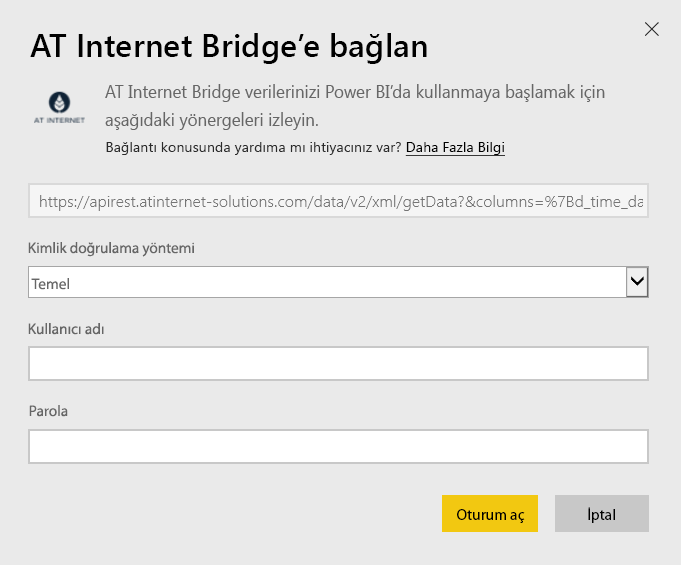 AT Internet Bridge’e bağlan
AT INTERNET
AT Internet Bridge verilerinizi Power BI’da kullanmaya başlamak için
aşağıdaki yönergeleri izleyin.
Bağlantı konusunda yardıma mı ihtiyacınız var? Daha Fazla Bilgi
https://apirest.atinternet-solutions.com/data/v2/xml/getData?&columns=%7Bd_time_da
Kimlik doğrulama yöntemi
Temel
Kullanıcı adı
Parola
Oturum aç
İptal